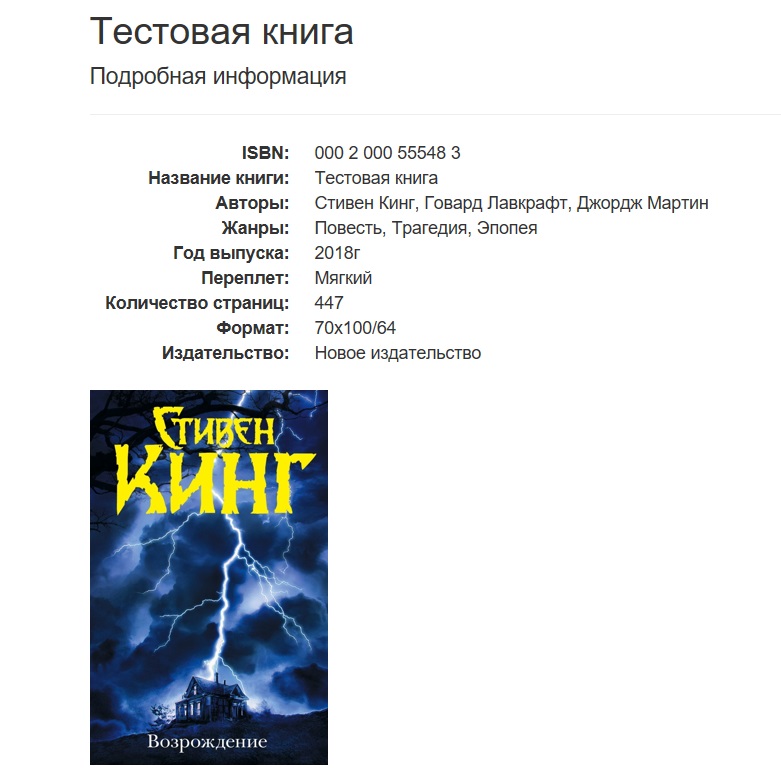 Тестовая книга
Подробная информация
ISBN: 000 2 000 55548 3
Название книги: Тестовая книга
Авторы: Стивен Кинг, Говард Лавкрафт, Джордж Мартин
Жанры: Повесть, Трагедия, Эпопея
Год выпуска: 2018г
Переплет: Мягкий
Количество страниц: 447
Формат: 70x100/64
Издательство: Новое издательство
Стивен
Кинг
Возрождение